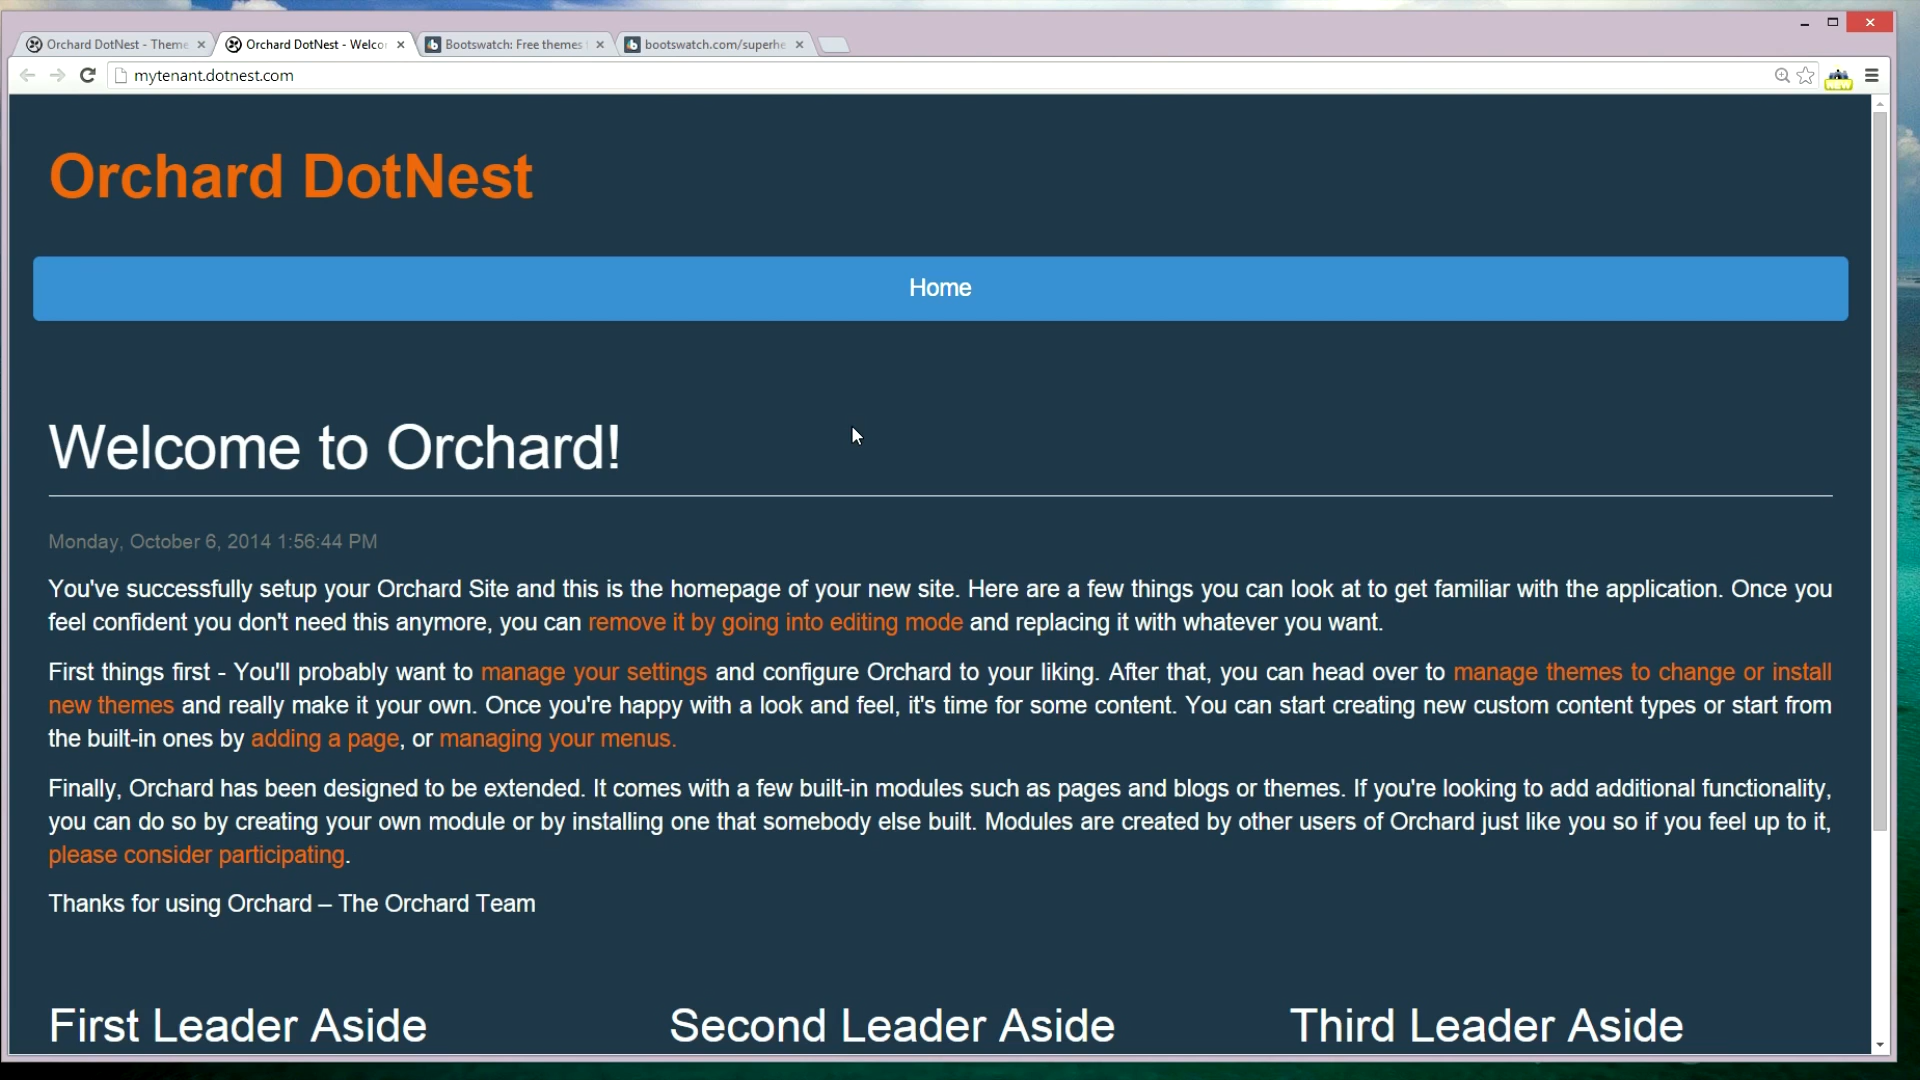 Orchard DotNest - Theme
Orchard DotNest - Welco
Bootswatch: Free themes
bootswatch.com/superhe
mytenant.dotnest.com
Orchard DotNest
Home
Welcome to Orchard!
Monday, October 6, 2014 1:56:44 PM
You've successfully setup your Orchard Site and this is the homepage of your new site. Here are a few things you can look at to get familiar with the application. Once you
feel confident you don't need this anymore, you can remove it by going into editing mode and replacing it with whatever you want.
First things first - You'll probably want to manage your settings and configure Orchard to your liking. After that, you can head over to manage themes to change or install
new themes and really make it your own. Once you're happy with a look and feel, it's time for some content. You can start creating new custom content types or start from
the built-in ones by adding a page, or managing your menus.
Finally, Orchard has been designed to be extended. It comes with a few built-in modules such as pages and blogs or themes. If you're looking to add additional functionality,
you can do so by creating your own module or by installing one that somebody else built. Modules are created by other users of Orchard just like you so if you feel up to it,
please consider participating.
Thanks for using Orchard – The Orchard Team
First Leader Aside
Second Leader Aside
Third Leader Aside